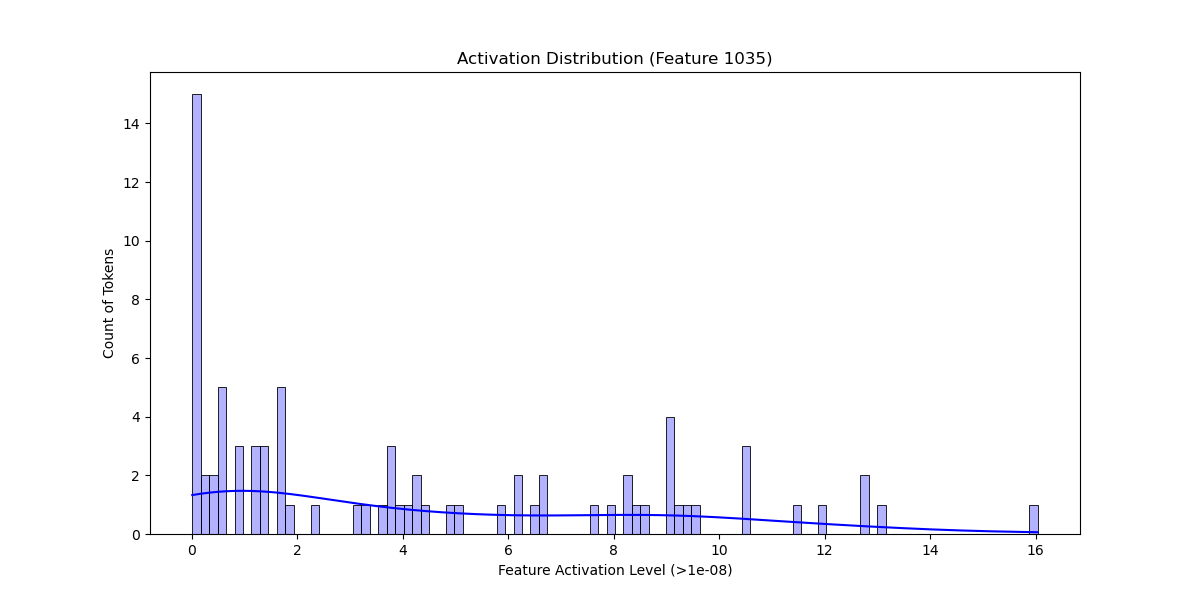 Activation Distribution (Feature 1035)
14
12
10
8
6
4
2
0
Count of Tokens
0 2 4 6 8 10 12 14 16
Feature Activation Level (>1e-08)